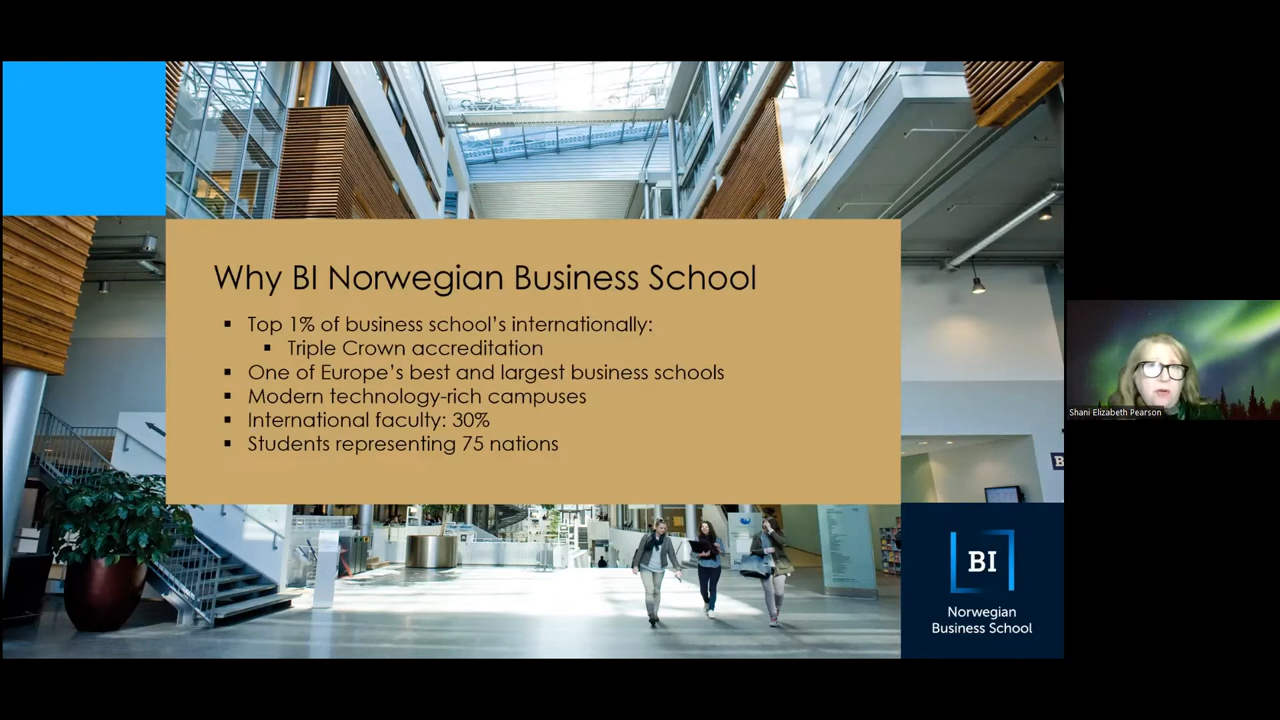 Why BI Norwegian Business School
▪ Top 1% of business school's internationally:
▪ Triple Crown accreditation
▪ One of Europe's best and largest business schools
▪ Modern technology-rich campuses
▪ International faculty: 30%
▪ Students representing 75 nations
Shani Elizabeth Pearson
B
BI
Norwegian
Business School